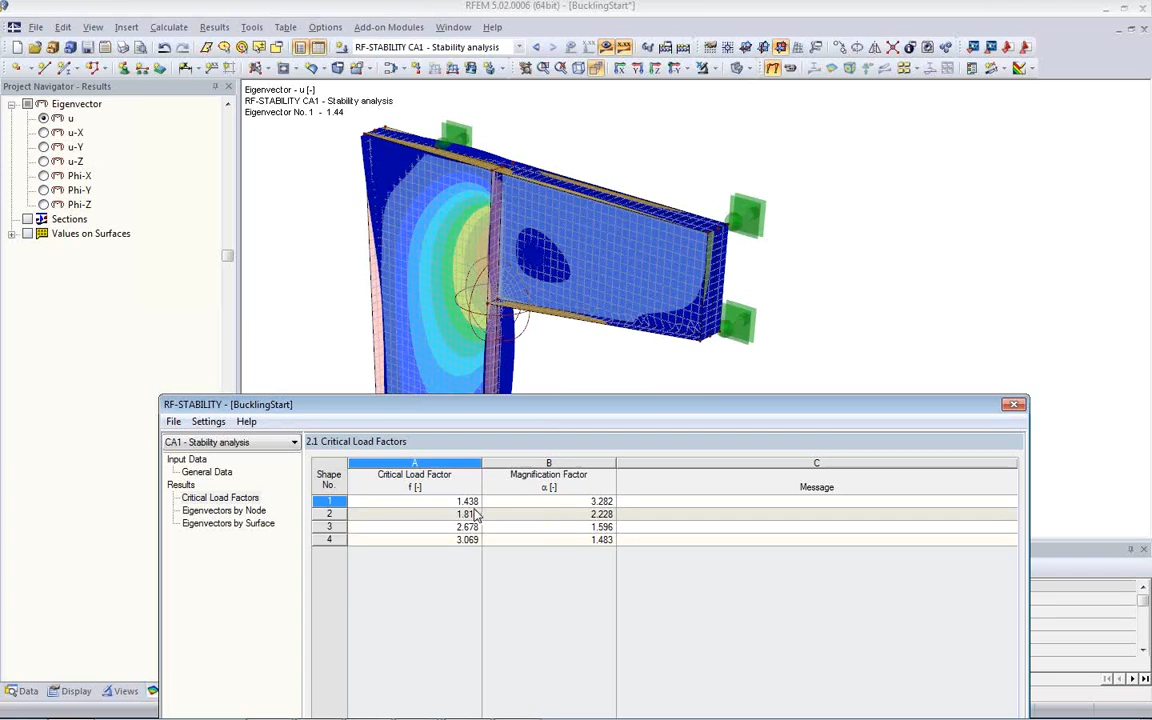 RFEM 5.02.0006 (64bit) - [BucklingStart*]
File Edit View Insert Calculate Results Tools Table Options Add-on Modules Window Help
RF-STABILITY CA1 - Stability analysis
Project Navigator - Results
Eigenvector
u
u-X
u-Y
u-Z
Phi-X
Phi-Y
Phi-Z
Sections
Values on Surfaces
Data Display Views
Eigenvector - u [-]
RF-STABILITY CA1 - Stability analysis
Eigenvector No. 1 - 1.44
RF-STABILITY - [BucklingStart]
File Settings Help
CA1 - Stability analysis
Input Data
General Data
Results
Critical Load Factors
Eigenvectors by Node
Eigenvectors by Surface
2.1 Critical Load Factors
A B C
Shape No. Critical Load Factor f [-] Magnification Factor α [-] Message
1 1.438 3.282
2 2.228
3 2.678 1.596
4 3.069 1.483